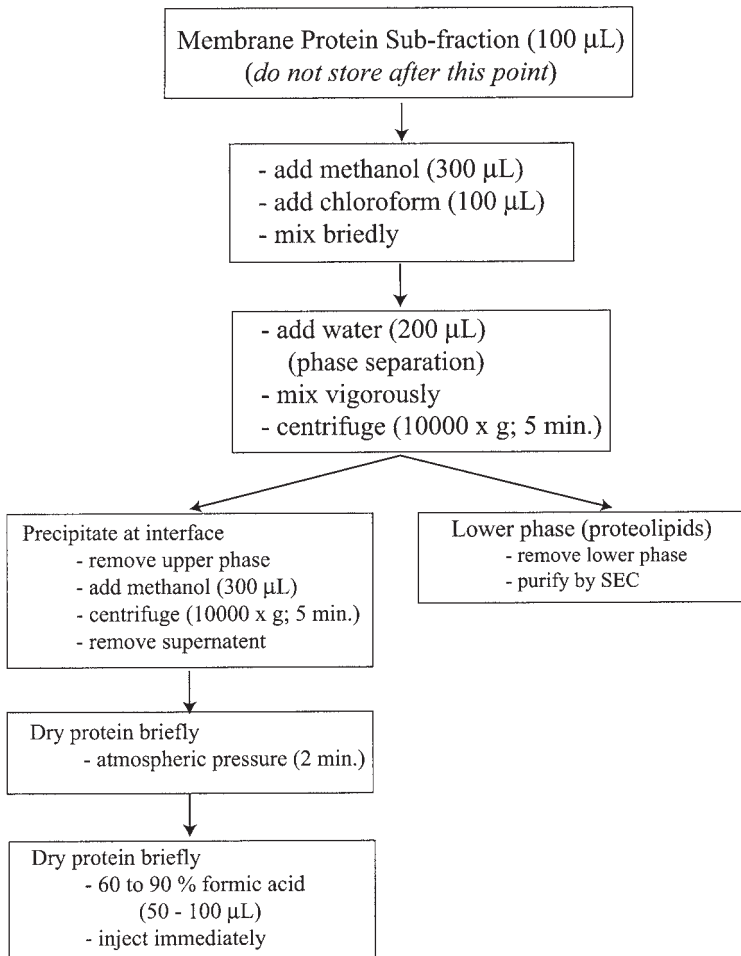 Membrane Protein Sub-fraction (100 µL)
(do not store after this point)
- add methanol (300 µL)
- add chloroform (100 µL)
- mix briedly
- add water (200 µL)
(phase separation)
- mix vigorously
- centrifuge (10000 x g; 5 min.)
Precipitate at interface
- remove upper phase
- add methanol (300 µL)
- centrifuge (10000 x g; 5 min.)
- remove supernatent
Lower phase (proteolipids)
- remove lower phase
- purify by SEC
Dry protein briefly
- atmospheric pressure (2 min.)
Dry protein briefly
- 60 to 90 % formic acid
(50 - 100 µL)
- inject immediately